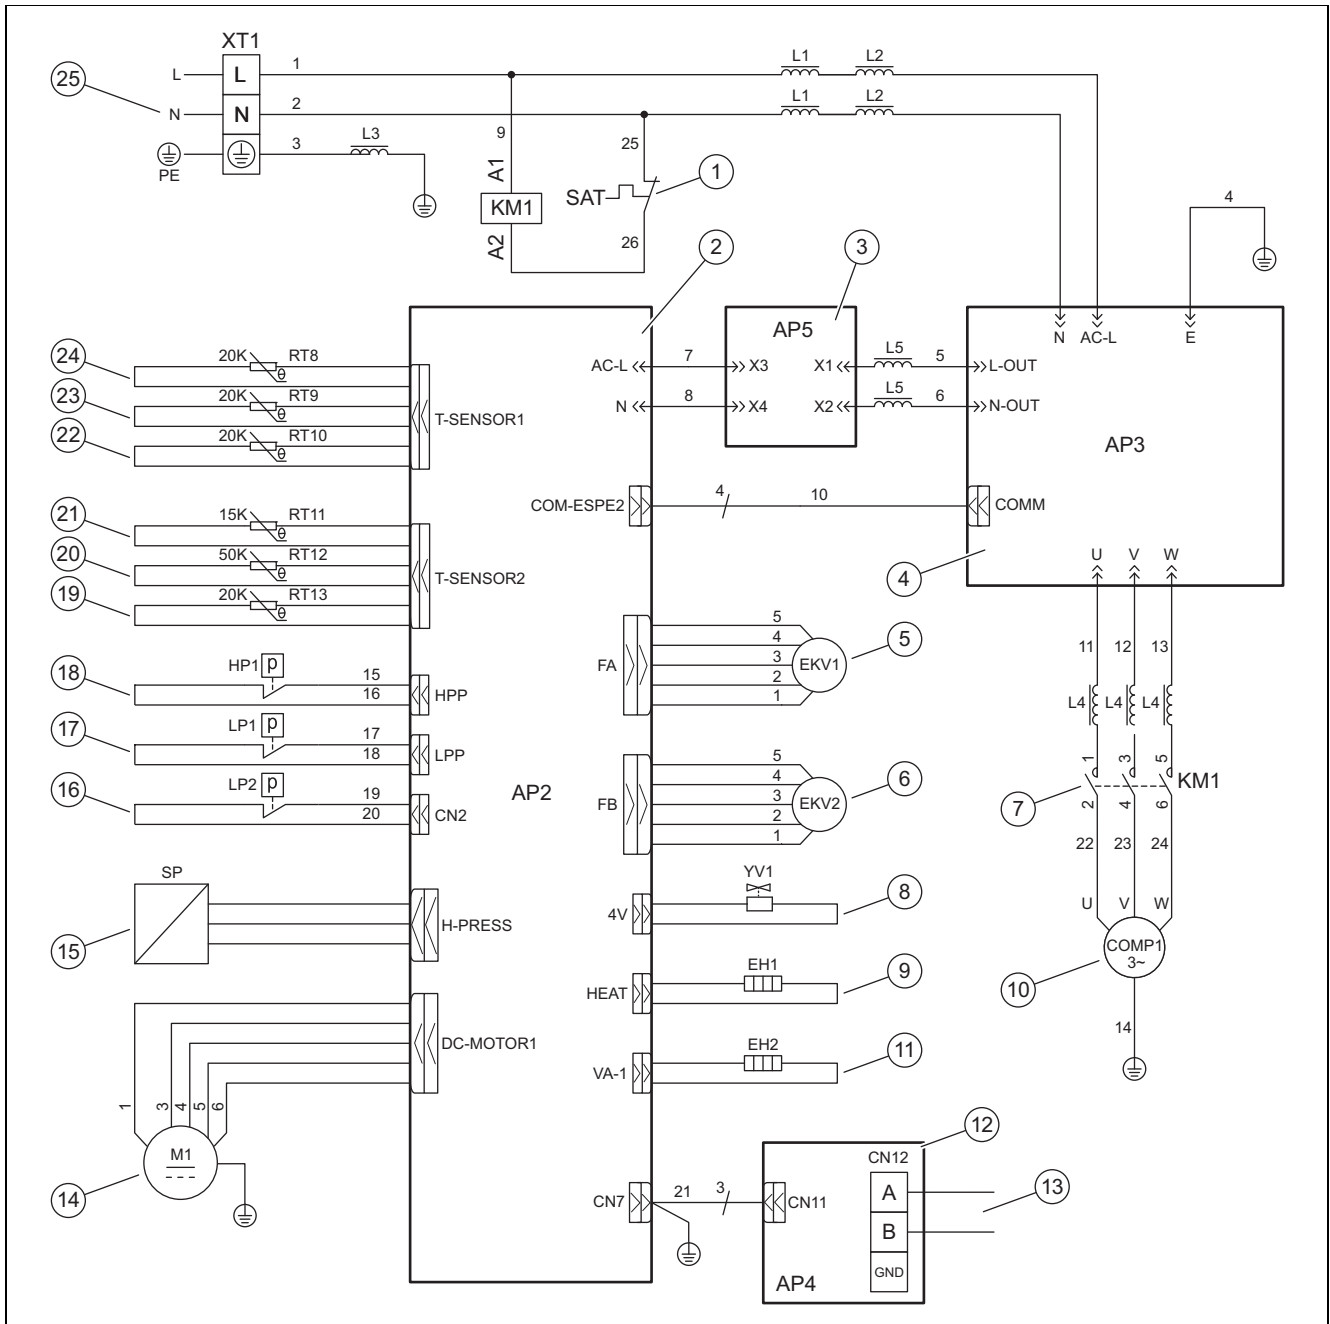 XT1
L1 L2
L L 1
25
N N 2 L1 L2
9 25
3 L3
PE
A1
1
SAT
KM1
4
A2 26
2 3
AP5
N AC-L E
24 20K RT8
θ
AC-L 7 X3 X1 L5 5 L-OUT
23 20K RT9
θ
N 8 X4 X2 L5 6 N-OUT
T-SENSOR1
22 20K RT10
θ
AP3
4 10
COM-ESPE2 COMM
21 15K RT11
θ
20 50K RT12
θ
T-SENSOR2
19 20K RT13
θ
4
U V W
5
4
FA 3 EKV1 5
2
1
11 12 13
18 HP1 p 15
16 HPP
L4 L4 L4
17 LP1 p 17
18 LPP
5
4
FB 3 EKV2 6
2
1
16 LP2 p 19
20 CN2
AP2
1 3 5 KM1
7
2 4 6
22 23 24
SP
15
H-PRESS
YV1
4V 8
U V W
COMP1
3~
10
EH1
HEAT 9
14
DC-MOTOR1
EH2
VA-1 11
1 3 4 5 6
M1
14
12
CN12
CN7 21 3 CN11
A 13
B
GND
AP4